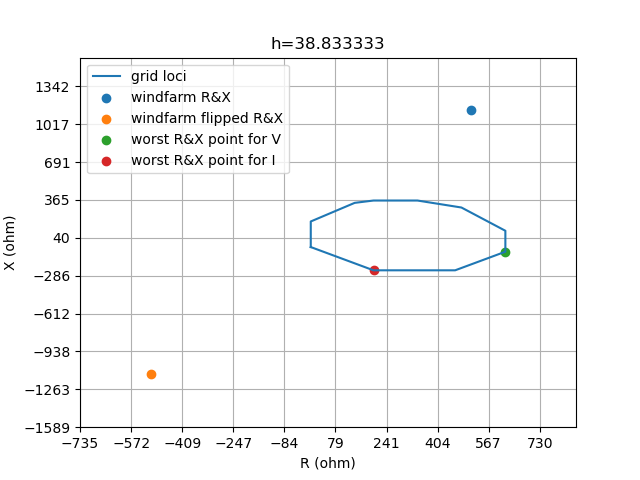 h=38.833333
grid loci
windfarm R&X
windfarm flipped R&X
worst R&X point for V
worst R&X point for I
1342
1017
691
365
40
−286
−612
−938
−1263
−1589
X (ohm)
−735 −572 −409 −247 −84 79 241 404 567 730
R (ohm)